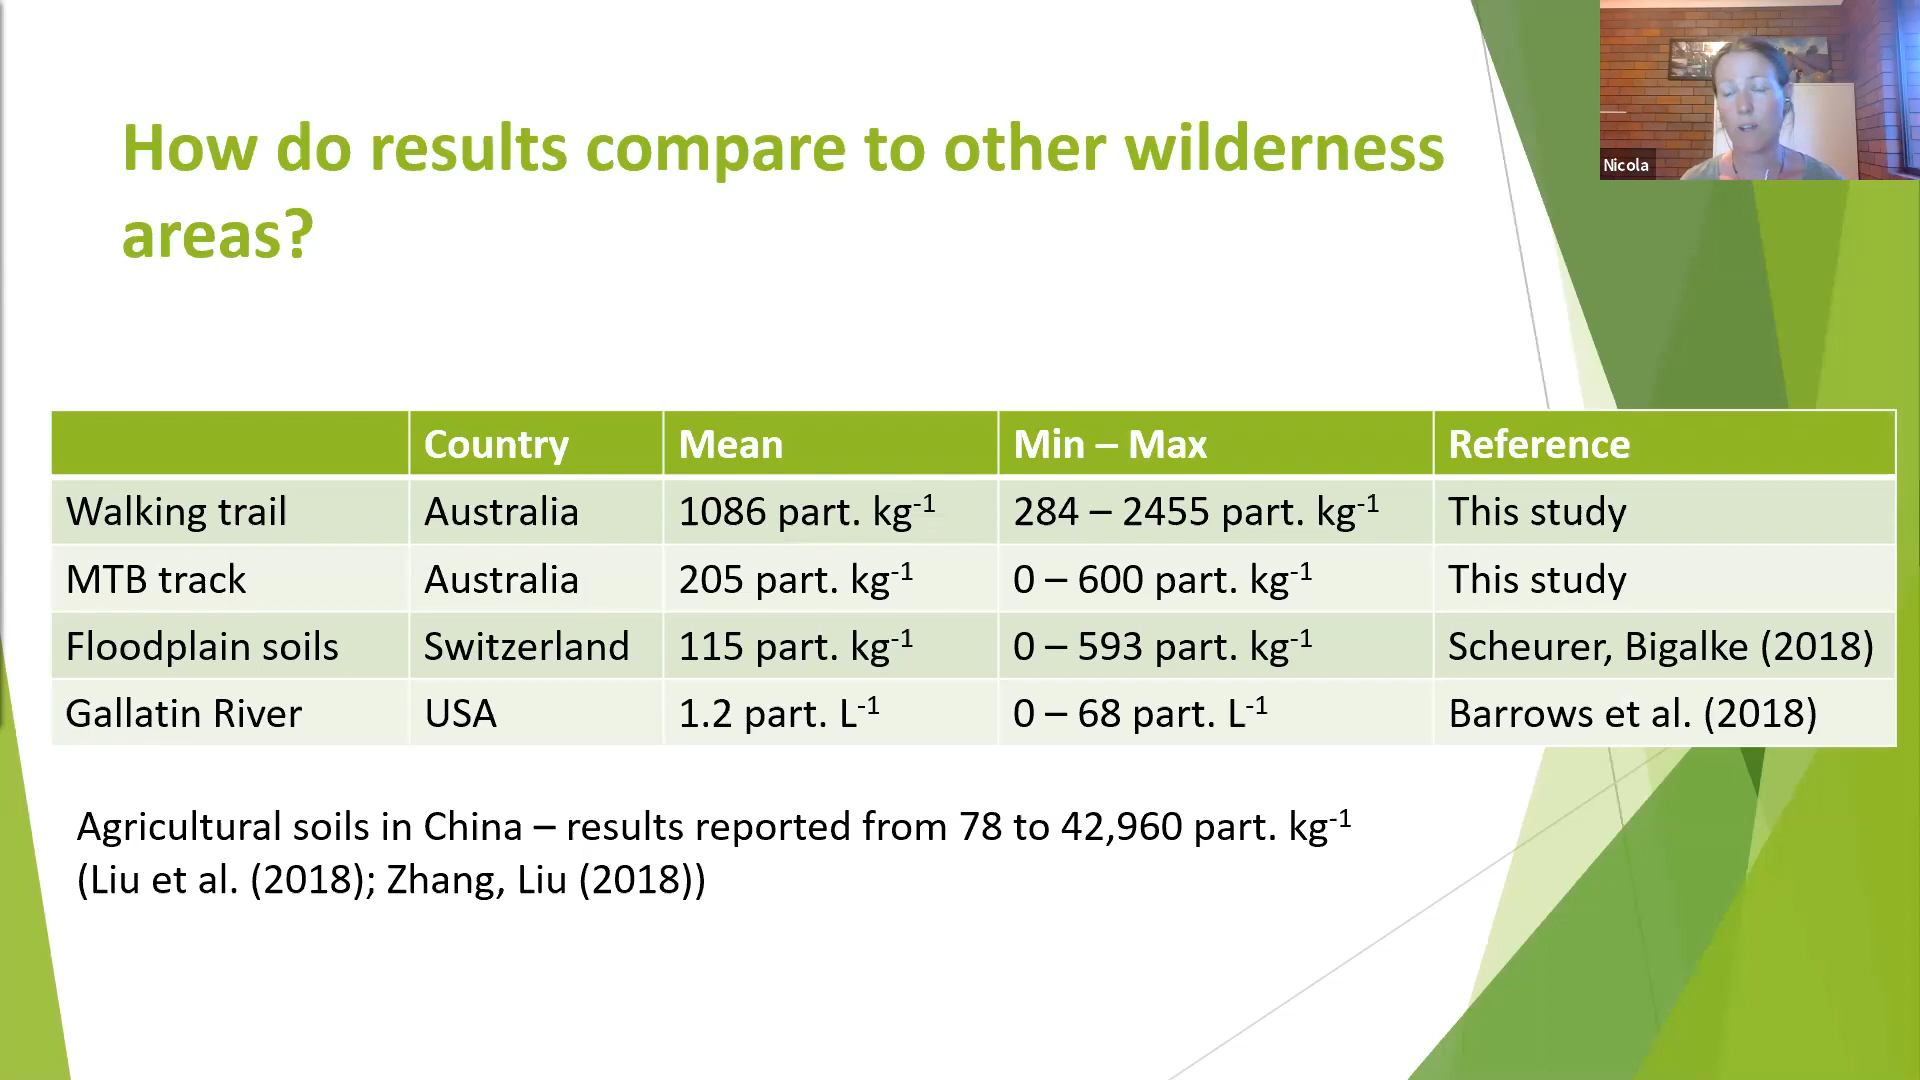 How do results compare to other wilderness
areas?
Nicola
Country Mean Min – Max Reference
Walking trail Australia 1086 part. kg-1 284 – 2455 part. kg-1 This study
MTB track Australia 205 part. kg-1 0 – 600 part. kg-1 This study
Floodplain soils Switzerland 115 part. kg-1 0 – 593 part. kg-1 Scheurer, Bigalke (2018)
Gallatin River USA 1.2 part. L-1 0 – 68 part. L-1 Barrows et al. (2018)
Agricultural soils in China – results reported from 78 to 42,960 part. kg-1
(Liu et al. (2018); Zhang, Liu (2018))